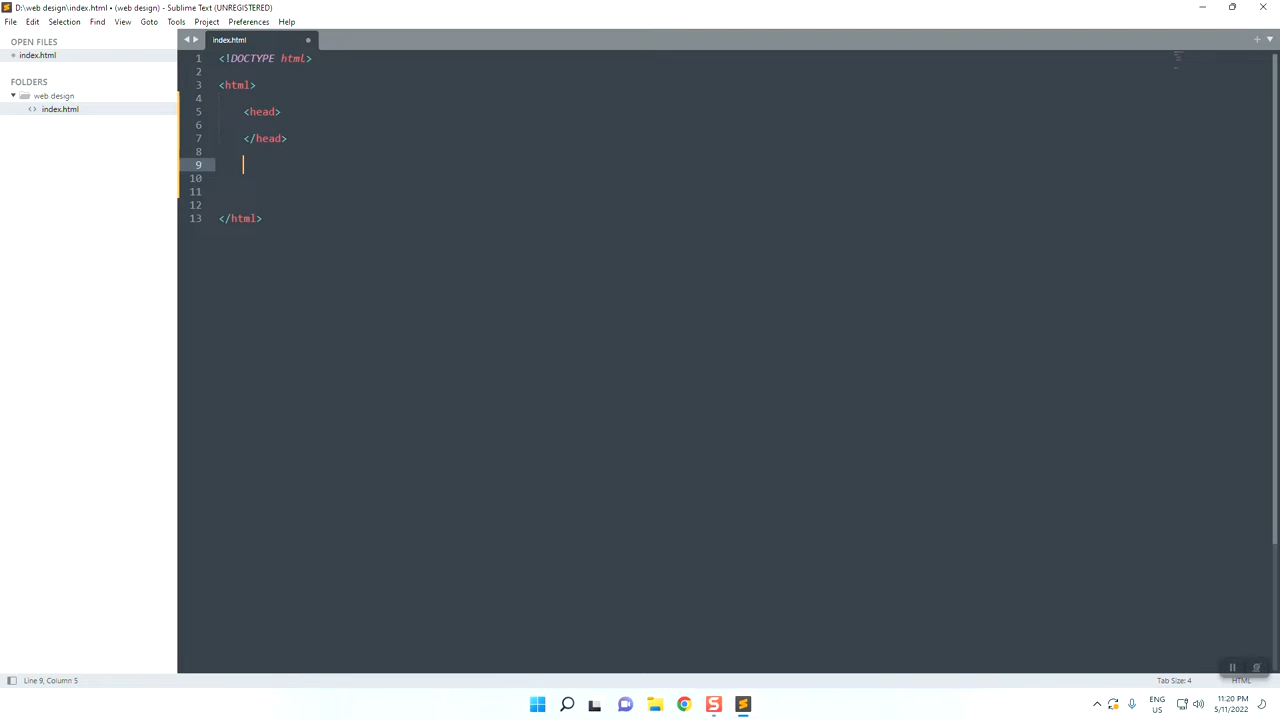 D:\web design\index.html • (web design) - Sublime Text (UNREGISTERED)
File Edit Selection Find View Goto Tools Project Preferences Help
OPEN FILES
index.html
FOLDERS
web design
index.html
index.html
1 <!DOCTYPE html>
2
3 <html>
4
5 <head>
6
7 </head>
8
9
10
11
12
13 </html>
Line 9, Column 5
Tab Size: 4
HTML
ENG
US
11:20 PM
5/11/2022